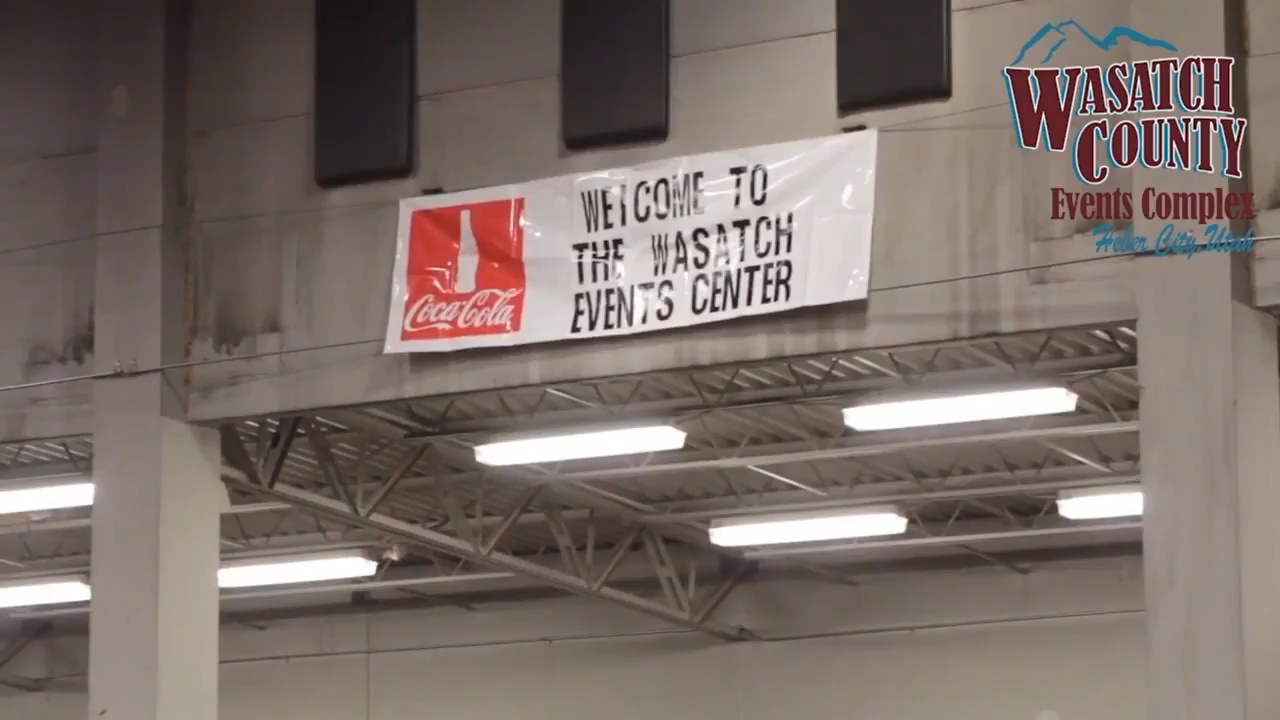 Coca-Cola
WELCOME TO
THE WASATCH
EVENTS CENTER
WASATCH
COUNTY
Events Complex
Heber City, Utah